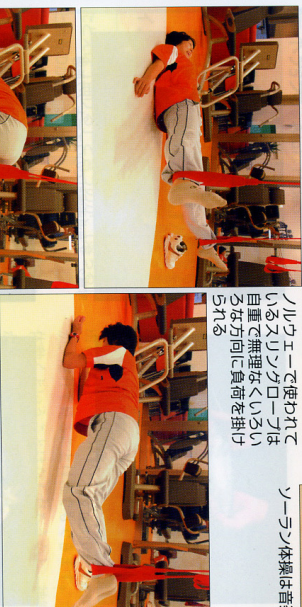 ノルウェーで使われて
いるスリングロープは
自重で無理なくいろい
ろな方向に負荷を掛け
られる
ソーラン体操は音